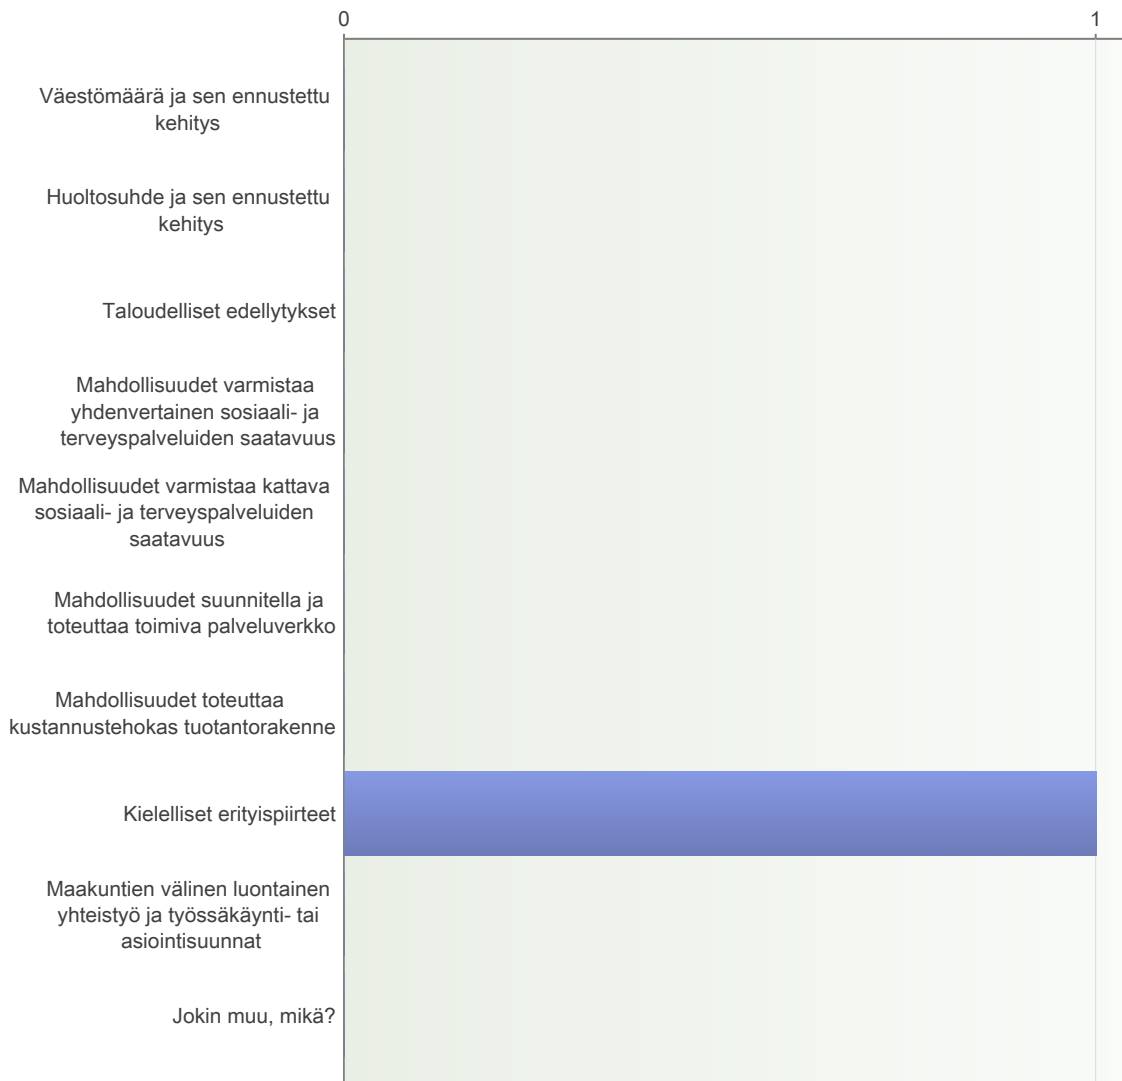 0
1
Väestömäärä ja sen ennustettu
kehitys
Huoltosuhde ja sen ennustettu
kehitys
Taloudelliset edellytykset
Mahdollisuudet varmistaa
yhdenvertainen sosiaali- ja
terveyspalveluiden saatavuus
Mahdollisuudet varmistaa kattava
sosiaali- ja terveyspalveluiden
saatavuus
Mahdollisuudet suunnitella ja
toteuttaa toimiva palveluverkko
Mahdollisuudet toteuttaa
kustannustehokas tuotantorakenne
Kielelliset erityispiirteet
Maakuntien välinen luontainen
yhteistyö ja työssäkäynti- tai
asiointisuunnat
Jokin muu, mikä?